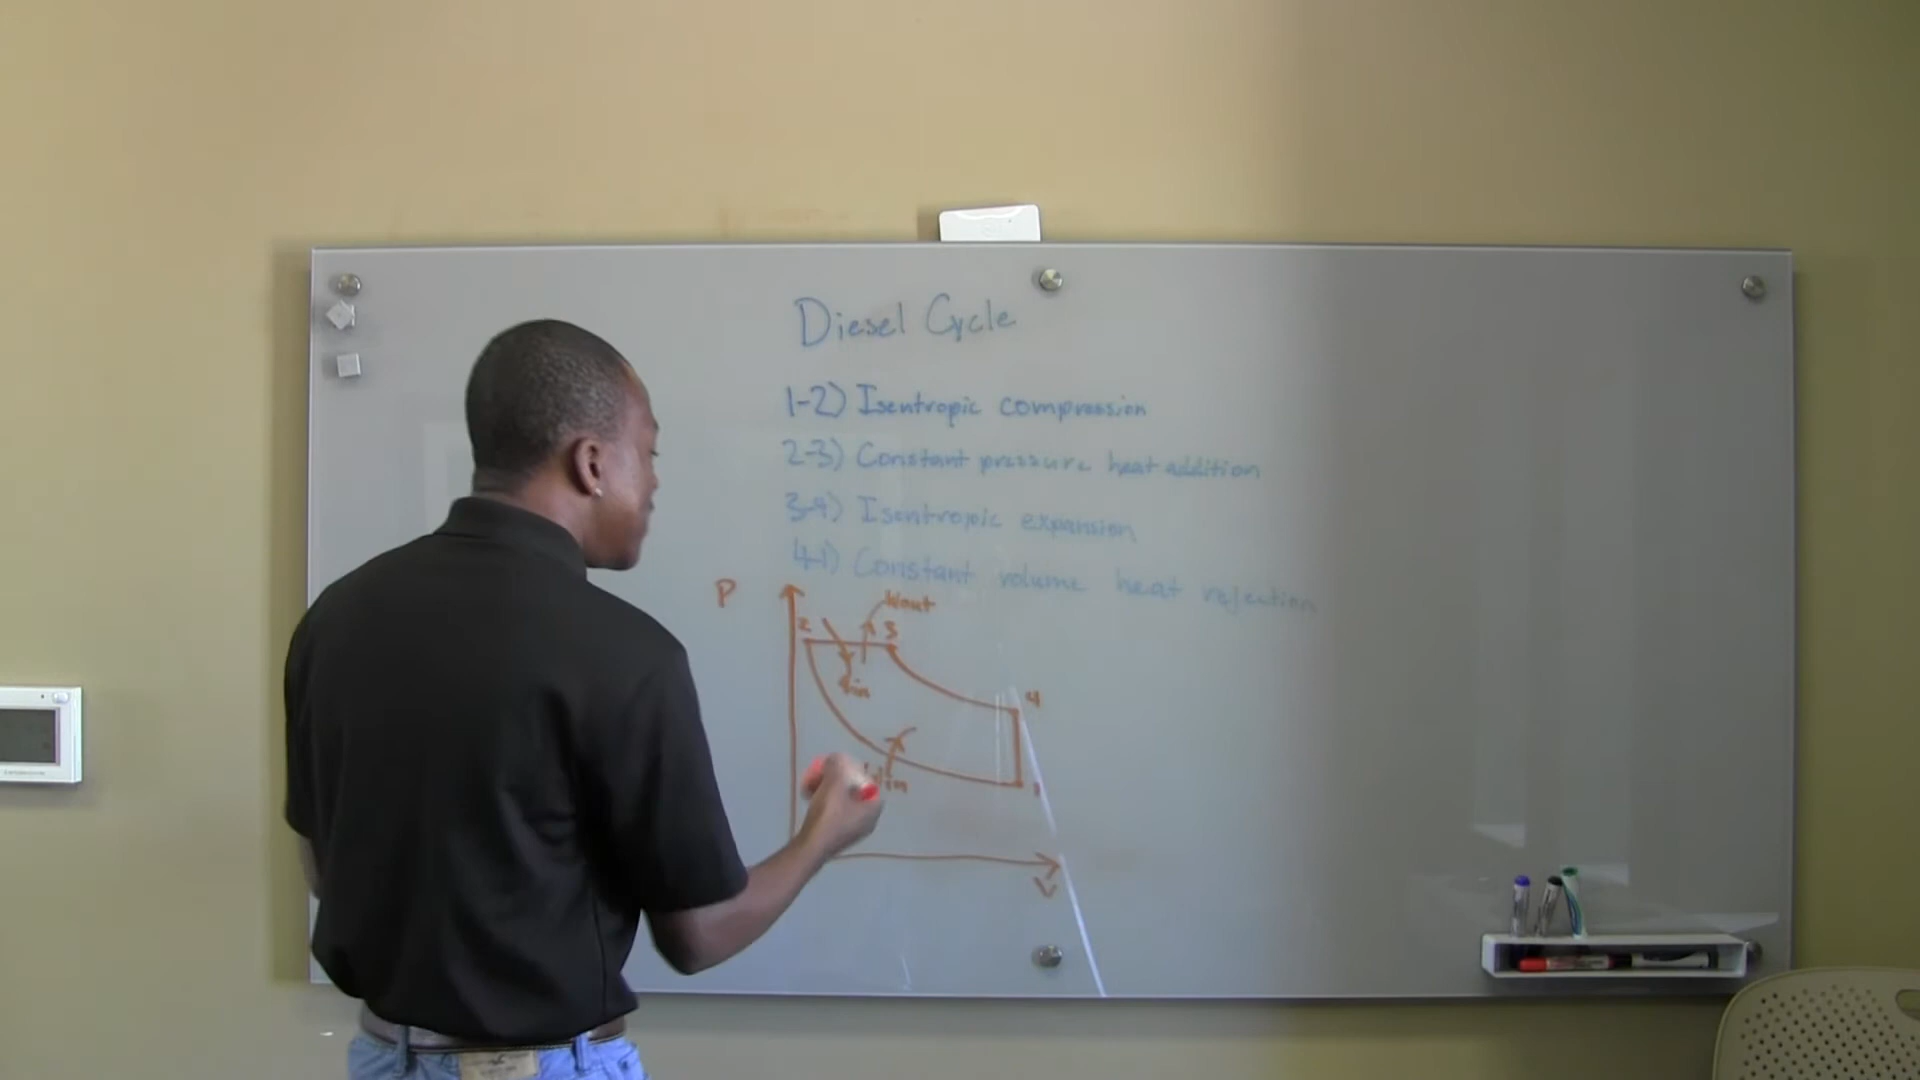 Diesel Cycle
1-2) Isentropic compression
2-3) Constant pressure heat addition
3-4) Isentropic expansion
4-1) Constant volume heat rejection
P
Wout
2
3
qin
4
Win
1
V